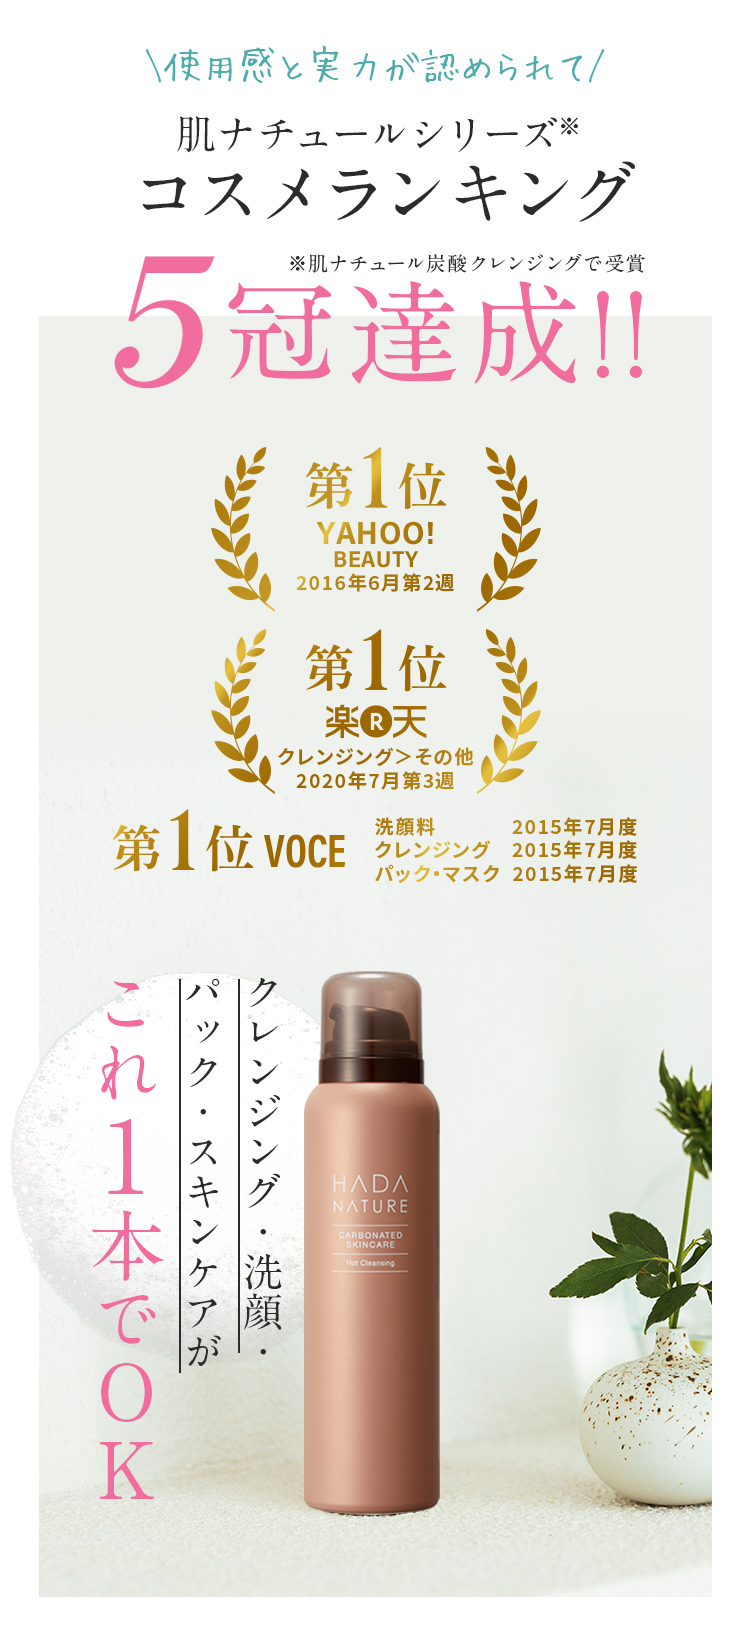 \使用感と実力が認められて/
肌ナチュールシリーズ※
コスメランキング
※肌ナチュール炭酸クレンジングで受賞
5冠達成!!
第1位
YAHOO!
BEAUTY
2016年6月第2週
第1位
楽R天
クレンジング＞その他
2020年7月第3週
第1位 VOCE
洗顔料 2015年7月度
クレンジング 2015年7月度
パック・マスク 2015年7月度
クレンジング・洗顔・
パック・スキンケアが
これ1本でOK
HADA
NATURE
CARBONATED
SKINCARE
Hot Cleansing